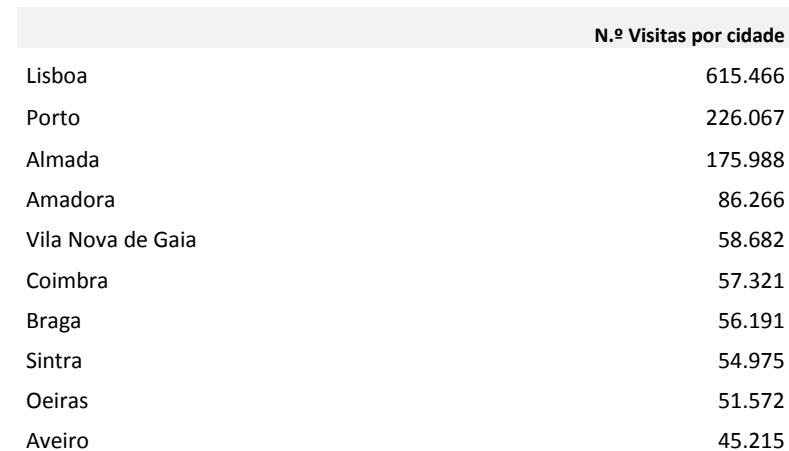 N.º Visitas por cidade
Lisboa 615.466
Porto 226.067
Almada 175.988
Amadora 86.266
Vila Nova de Gaia 58.682
Coimbra 57.321
Braga 56.191
Sintra 54.975
Oeiras 51.572
Aveiro 45.215